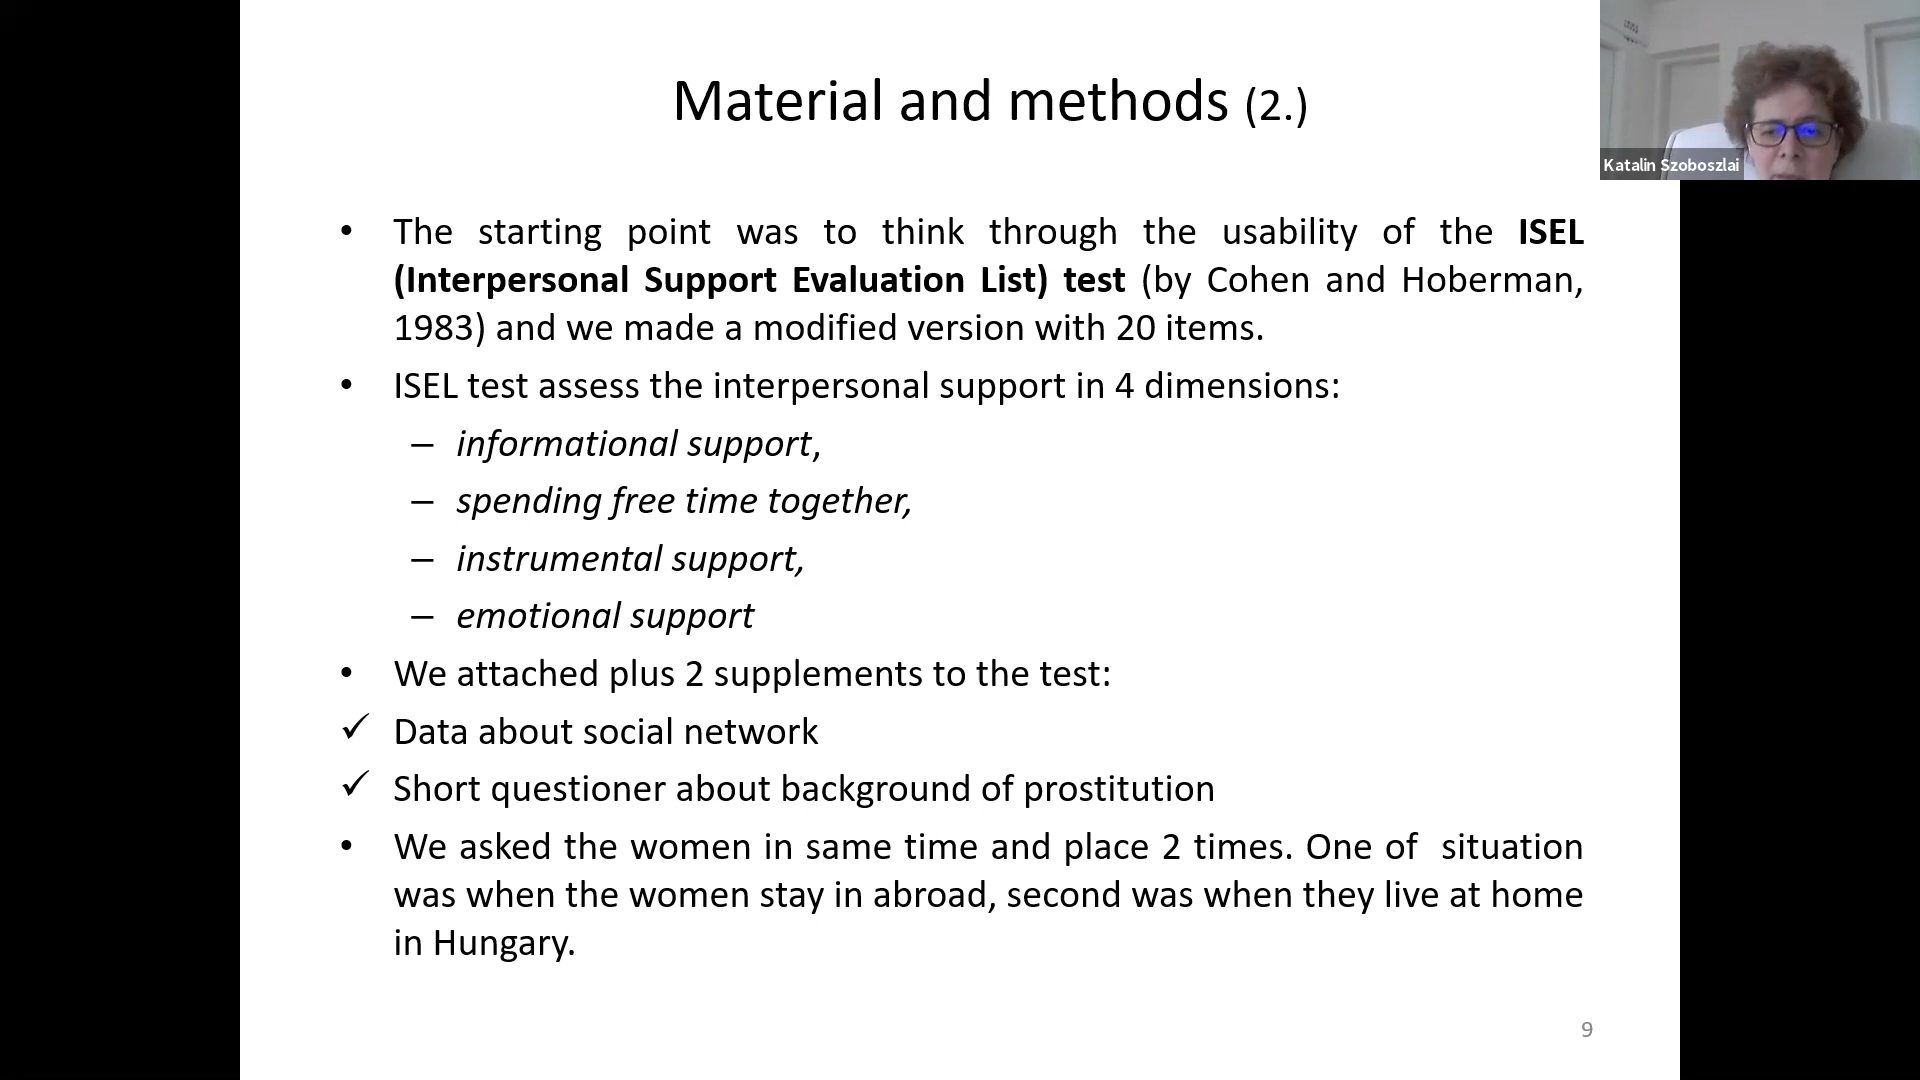 Material and methods (2.)
Katalin Szoboszlai
• The starting point was to think through the usability of the ISEL
(Interpersonal Support Evaluation List) test (by Cohen and Hoberman,
1983) and we made a modified version with 20 items.
• ISEL test assess the interpersonal support in 4 dimensions:
– informational support,
– spending free time together,
– instrumental support,
– emotional support
• We attached plus 2 supplements to the test:
✓ Data about social network
✓ Short questioner about background of prostitution
• We asked the women in same time and place 2 times. One of situation
was when the women stay in abroad, second was when they live at home
in Hungary.
9